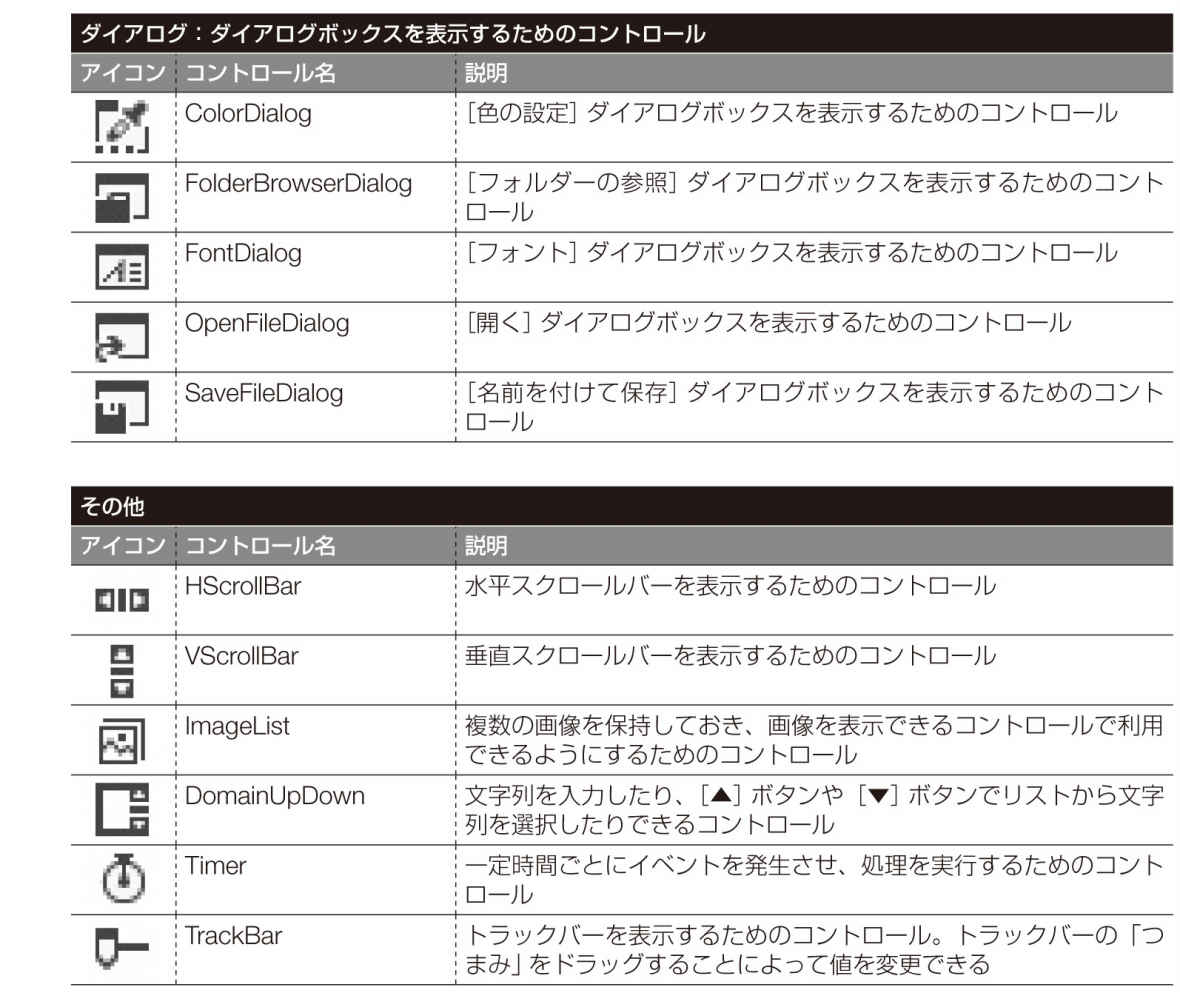 ダイアログ：ダイアログボックスを表示するためのコントロール
アイコン コントロール名 説明
ColorDialog ［色の設定］ダイアログボックスを表示するためのコントロール
FolderBrowserDialog ［フォルダーの参照］ダイアログボックスを表示するためのコント
ロール
FontDialog ［フォント］ダイアログボックスを表示するためのコントロール
OpenFileDialog ［開く］ダイアログボックスを表示するためのコントロール
SaveFileDialog ［名前を付けて保存］ダイアログボックスを表示するためのコント
ロール
その他
アイコン コントロール名 説明
HScrollBar 水平スクロールバーを表示するためのコントロール
VScrollBar 垂直スクロールバーを表示するためのコントロール
ImageList 複数の画像を保持しておき、画像を表示できるコントロールで利用
できるようにするためのコントロール
DomainUpDown 文字列を入力したり、［▲］ボタンや［▼］ボタンでリストから文字
列を選択したりできるコントロール
Timer 一定時間ごとにイベントを発生させ、処理を実行するためのコント
ロール
TrackBar トラックバーを表示するためのコントロール。トラックバーの「つ
まみ」をドラッグすることによって値を変更できる